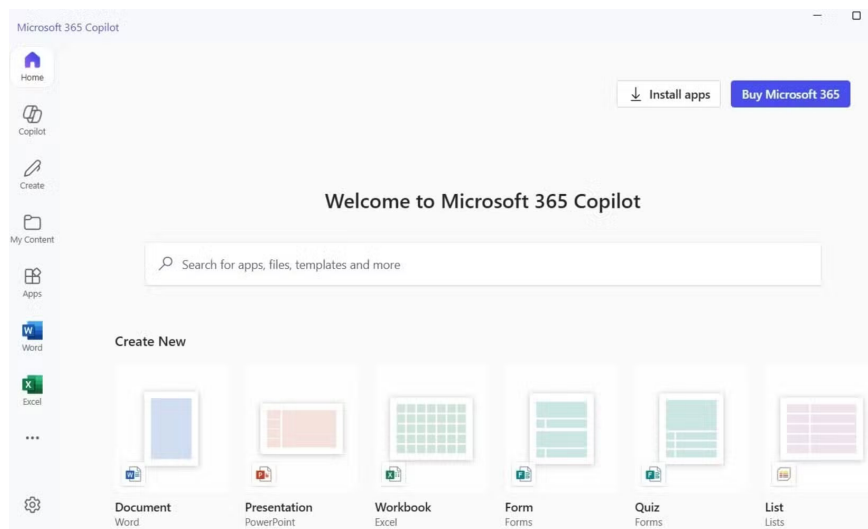 Microsoft 365 Copilot
Home
Copilot
Create
My Content
Apps
Word
Excel
Install apps
Buy Microsoft 365
Welcome to Microsoft 365 Copilot
Search for apps, files, templates and more
Create New
Document
Word
Presentation
PowerPoint
Workbook
Excel
Form
Forms
Quiz
Forms
List
Lists